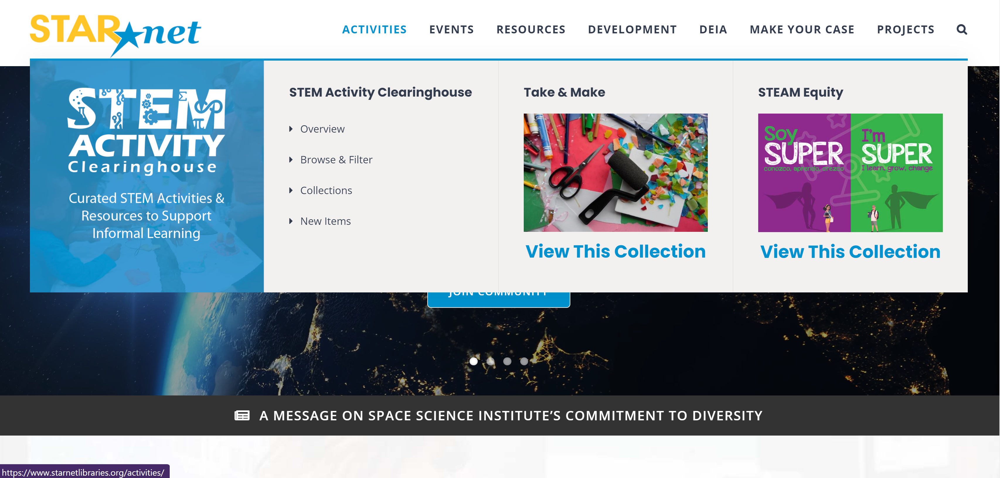 STAR net
ACTIVITIES EVENTS RESOURCES DEVELOPMENT DEIA MAKE YOUR CASE PROJECTS
STEM
ACTIVITY
Clearinghouse
Curated STEM Activities &
Resources to Support
Informal Learning
STEM Activity Clearinghouse
Overview
Browse & Filter
Collections
New Items
Take & Make
View This Collection
STEAM Equity
Soy
SUPER
conozco, aprendo, crezco
I'm
SUPER
I learn, grow, change
View This Collection
JOIN COMMUNITY
A MESSAGE ON SPACE SCIENCE INSTITUTE’S COMMITMENT TO DIVERSITY
https://www.starnetlibraries.org/activities/